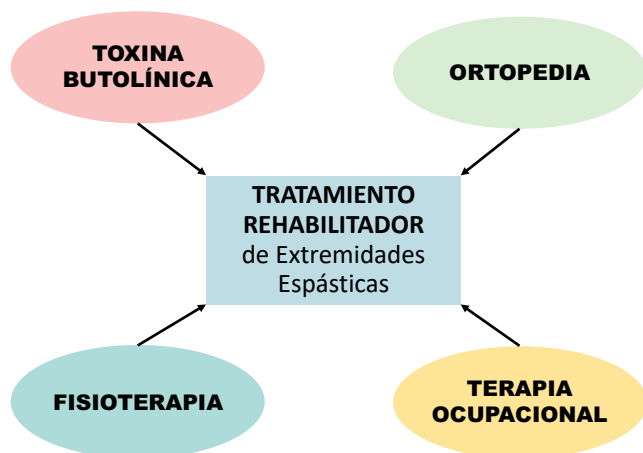 TOXINA
BUTOLÍNICA
ORTOPEDIA
TRATAMIENTO
REHABILITADOR
de Extremidades
Espásticas
FISIOTERAPIA
TERAPIA
OCUPACIONAL